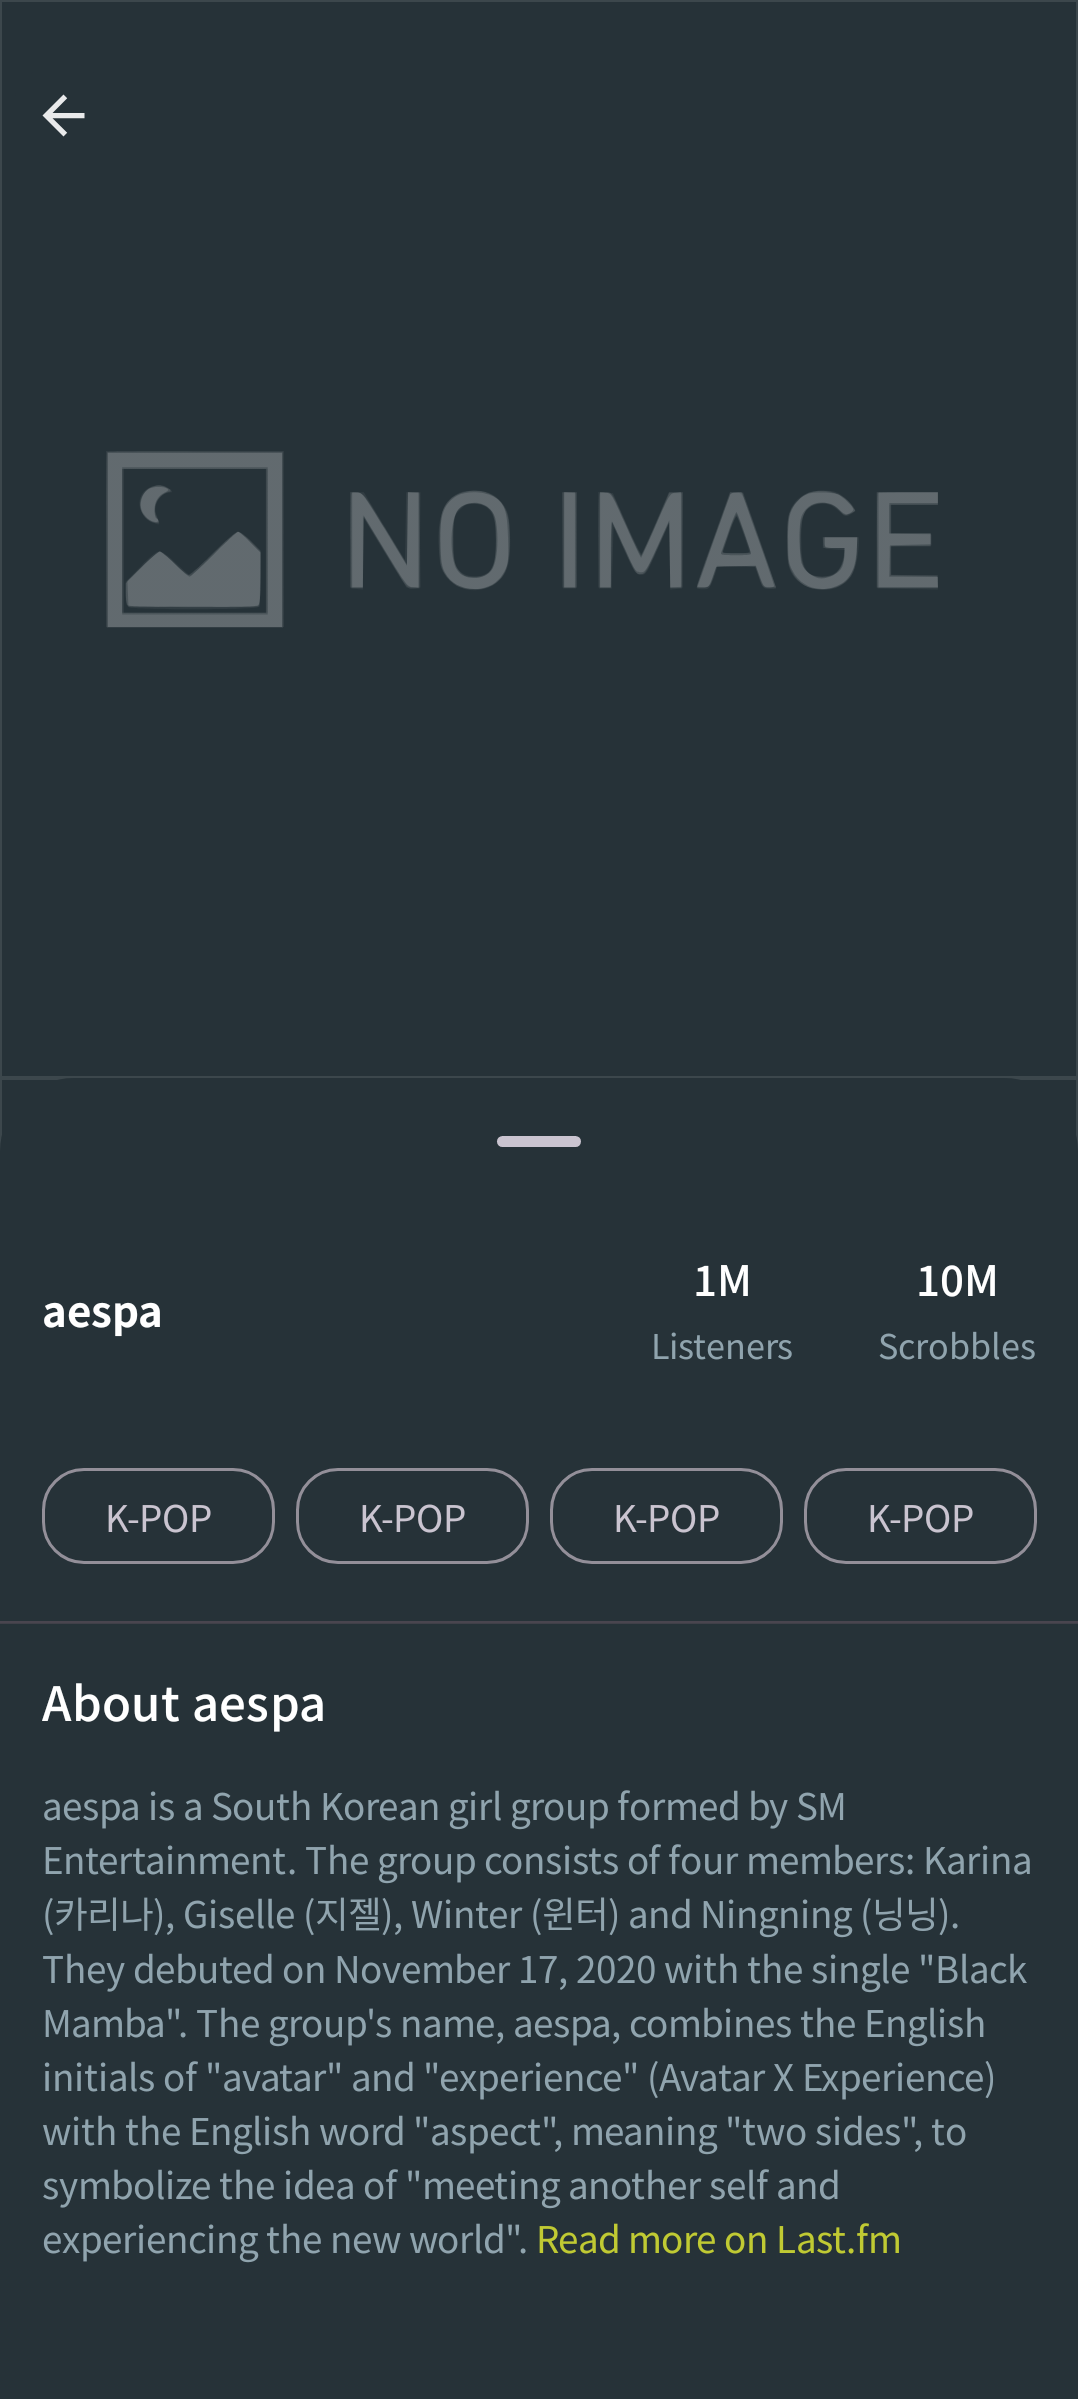 NO IMAGE
aespa
1M
Listeners
10M
Scrobbles
K-POP
K-POP
K-POP
K-POP
About aespa
aespa is a South Korean girl group formed by SM
Entertainment. The group consists of four members: Karina
(카리나), Giselle (지젤), Winter (윈터) and Ningning (닝닝).
They debuted on November 17, 2020 with the single "Black
Mamba". The group's name, aespa, combines the English
initials of "avatar" and "experience" (Avatar X Experience)
with the English word "aspect", meaning "two sides", to
symbolize the idea of "meeting another self and
experiencing the new world". Read more on Last.fm